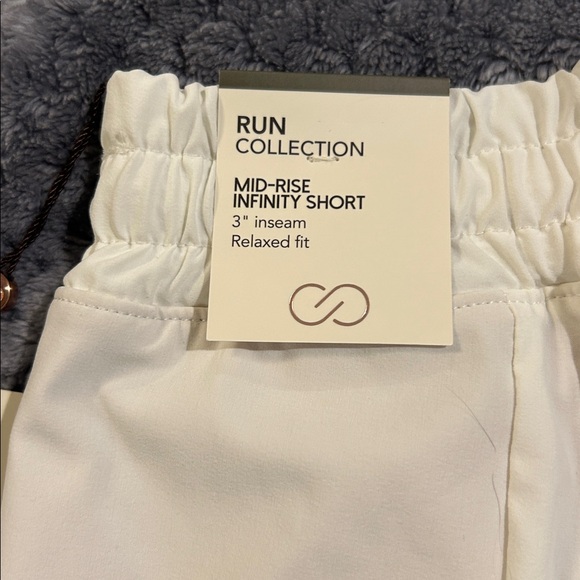 RUN
COLLECTION
MID-RISE
INFINITY SHORT
3" inseam
Relaxed fit